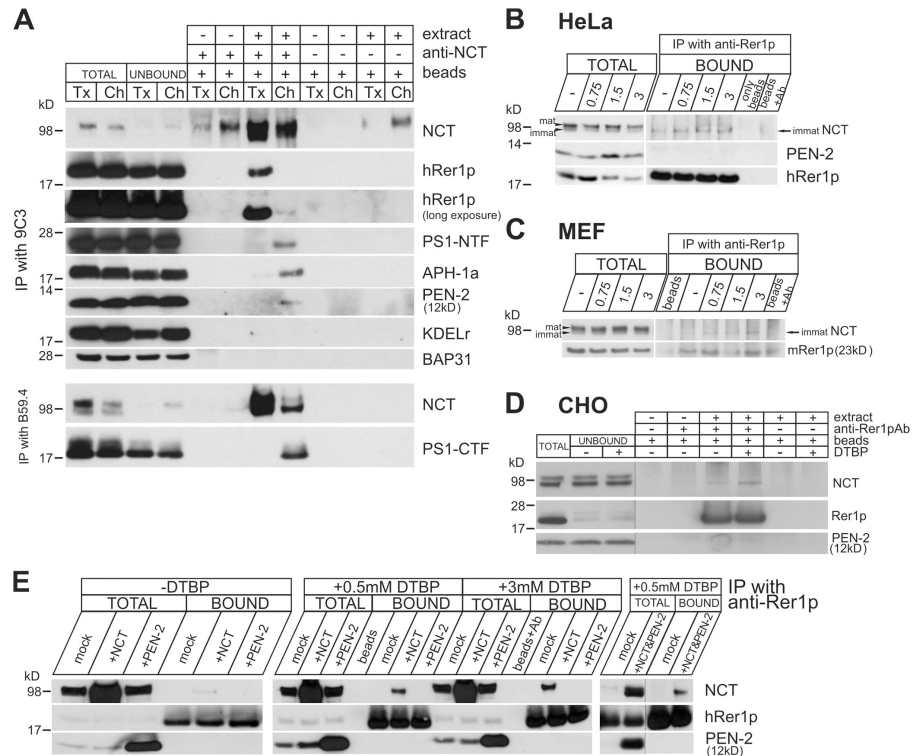 A
extract - - + + - - + +
anti-NCT + + + + - - - -
beads + + + + + + + +
TOTAL UNBOUND
Tx Ch Tx Ch Tx Ch Tx Ch Tx Ch Tx Ch
kD
98 NCT
17 hRer1p
hRer1p
(long exposure)
28 PS1-NTF
17 APH-1a
14 PEN-2
(12kD)
17 KDELr
28 BAP31
IP with 9C3
98 NCT
17 PS1-CTF
IP with B59.4
B HeLa
IP with anti-Rer1p
TOTAL BOUND
- 0.75 1.5 3 - 0.75 1.5 3 only beads beads +Ab
kD
98 mat
immat
immat NCT
14 PEN-2
17 hRer1p
C MEF
IP with anti-Rer1p
TOTAL BOUND
- 0.75 1.5 3 beads - 0.75 1.5 3 beads +Ab
kD
98 mat
immat
immat NCT
mRer1p (23kD)
D CHO
- - + + + + extract
- + + + - - anti-Rer1pAb
TOTAL UNBOUND + + + + + + beads
- + - - - + - + DTBP
kD
98 NCT
28 Rer1p
17
PEN-2
(12kD)
E
-DTBP +0.5mM DTBP +3mM DTBP +0.5mM DTBP IP with
TOTAL BOUND TOTAL BOUND TOTAL BOUND TOTAL BOUND anti-Rer1p
mock +NCT +PEN-2 mock +NCT +PEN-2 mock +NCT +PEN-2 beads mock +NCT +PEN-2 mock +NCT +PEN-2 beads+Ab mock +NCT +PEN-2 mock +NCT&PEN-2 mock +NCT&PEN-2
kD
98 NCT
17 hRer1p
PEN-2
(12kD)